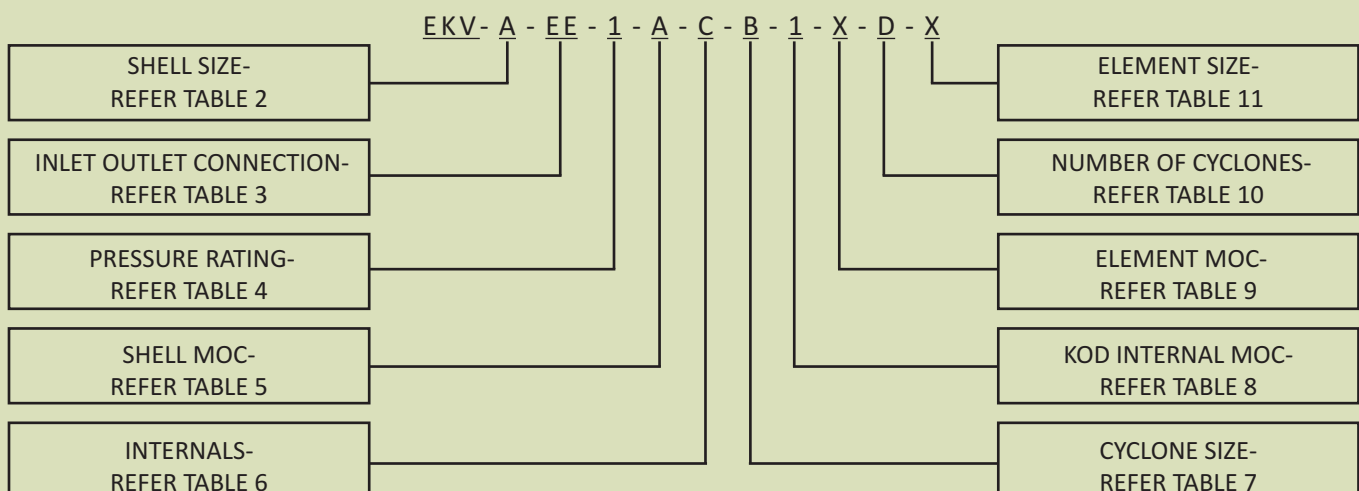 EKV- A - EE - 1 - A - C - B - 1 - X - D - X
SHELL SIZE-
REFER TABLE 2
INLET OUTLET CONNECTION-
REFER TABLE 3
PRESSURE RATING-
REFER TABLE 4
SHELL MOC-
REFER TABLE 5
INTERNALS-
REFER TABLE 6
ELEMENT SIZE-
REFER TABLE 11
NUMBER OF CYCLONES-
REFER TABLE 10
ELEMENT MOC-
REFER TABLE 9
KOD INTERNAL MOC-
REFER TABLE 8
CYCLONE SIZE-
REFER TABLE 7